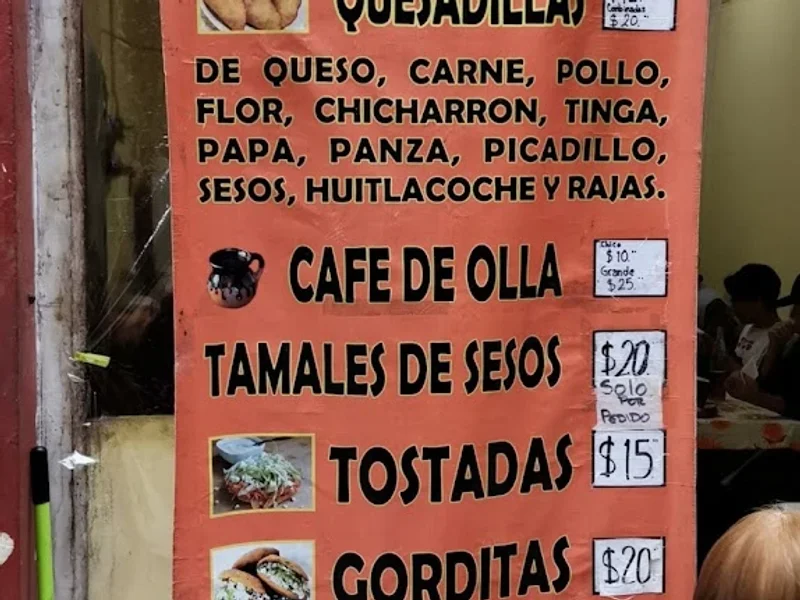 QUESADILLAS
Combinadas
$20.
DE QUESO, CARNE, POLLO,
FLOR, CHICHARRON, TINGA,
PAPA, PANZA, PICADILLO,
SESOS, HUITLACOCHE Y RAJAS.
CAFE DE OLLA
Chico
$10.
Grande
$25.
TAMALES DE SESOS
$20
SOLO
POR
PEDIDO
TOSTADAS
$15
GORDITAS
$20